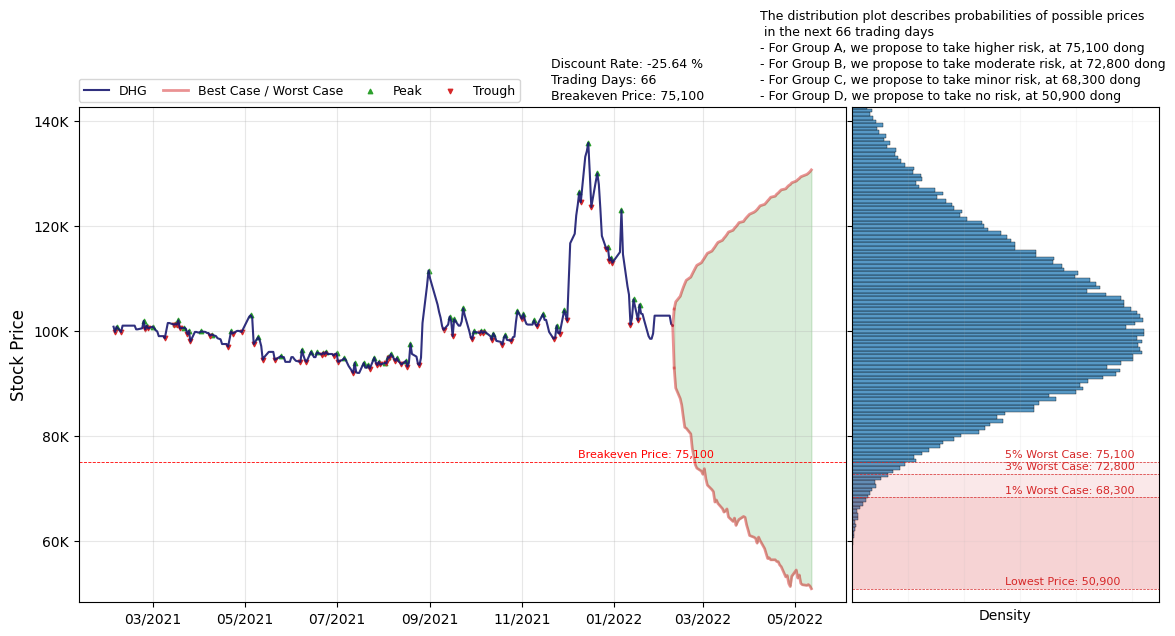 The distribution plot describes probabilities of possible prices
in the next 66 trading days
- For Group A, we propose to take higher risk, at 75,100 dong
- For Group B, we propose to take moderate risk, at 72,800 dong
- For Group C, we propose to take minor risk, at 68,300 dong
- For Group D, we propose to take no risk, at 50,900 dong
Discount Rate: -25.64 %
Trading Days: 66
Breakeven Price: 75,100
DHG
Best Case / Worst Case
Peak
Trough
Stock Price
140K
120K
100K
80K
60K
Breakeven Price: 75,100
5% Worst Case: 75,100
3% Worst Case: 72,800
1% Worst Case: 68,300
Lowest Price: 50,900
03/2021
05/2021
07/2021
09/2021
11/2021
01/2022
03/2022
05/2022
Density